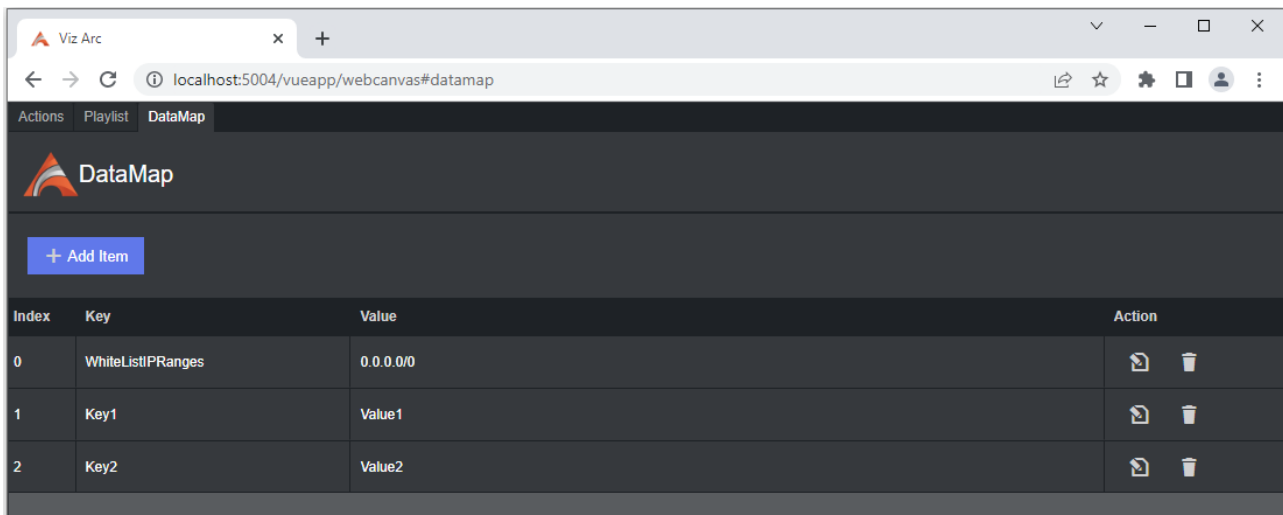 Viz Arc
localhost:5004/vueapp/webcanvas#datamap
Actions Playlist DataMap
DataMap
Add Item
Index Key Value Action
0 WhiteListIPRanges 0.0.0.0/0
1 Key1 Value1
2 Key2 Value2